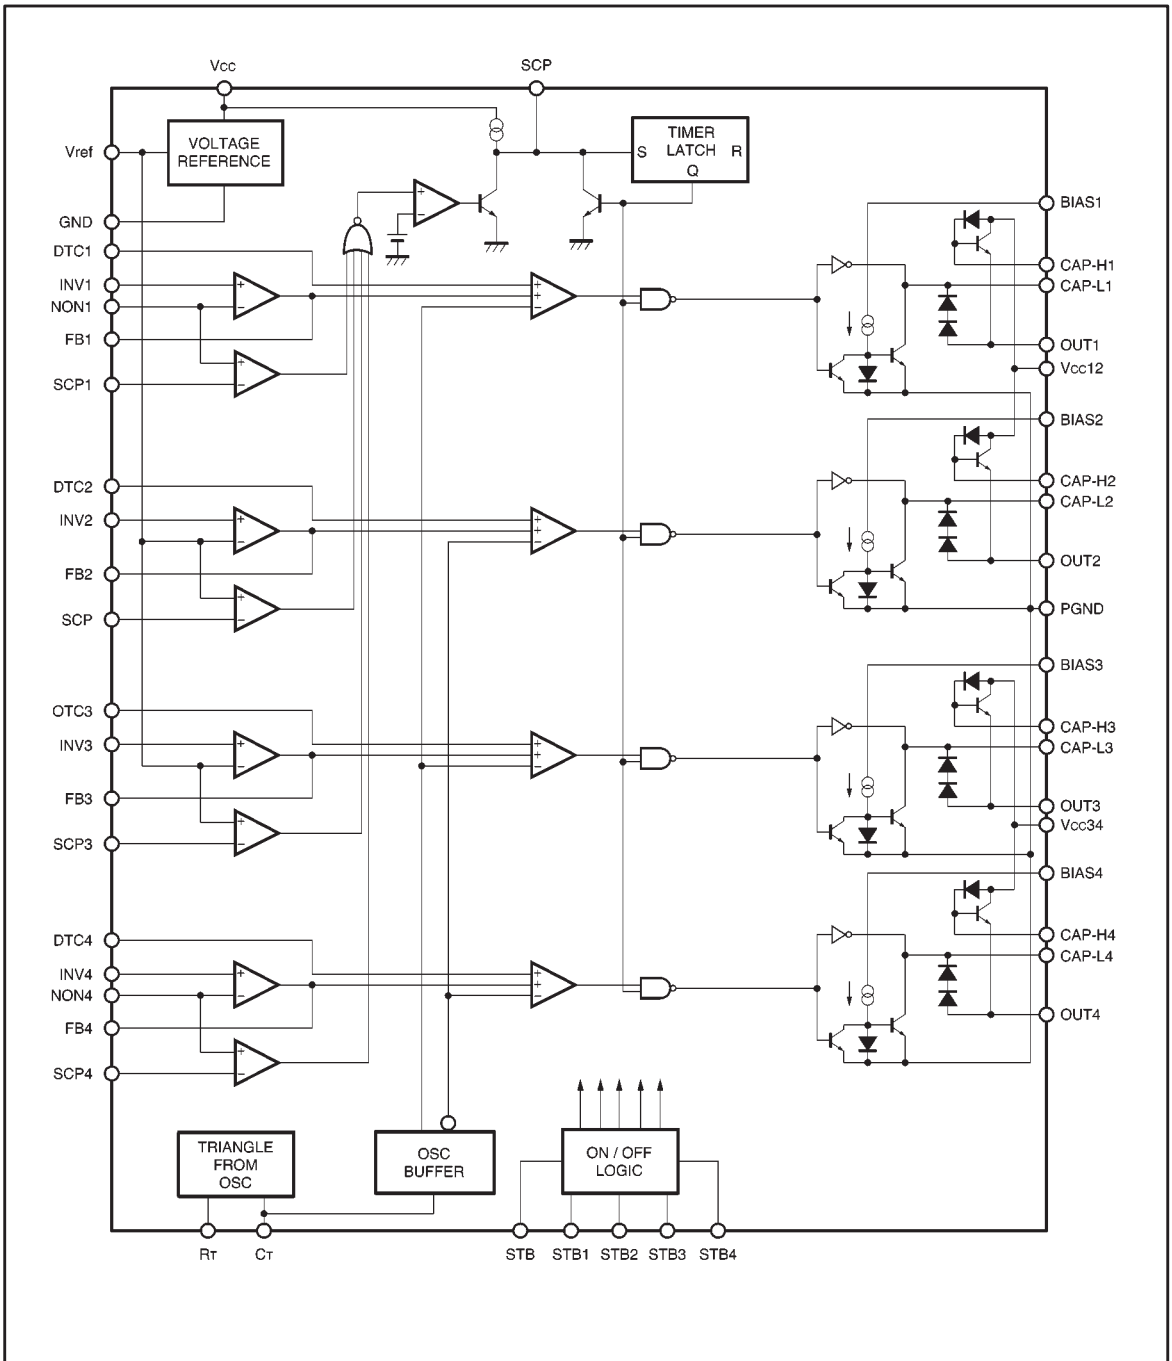 Vcc
SCP
VOLTAGE
REFERENCE
TIMER
LATCH
S
R
Q
Vref
GND
DTC1
INV1
NON1
FB1
SCP1
+
−
+
−
+
−
+
+
−
BIAS1
CAP-H1
CAP-L1
OUT1
Vcc12
DTC2
INV2
FB2
SCP
+
−
+
−
+
+
−
BIAS2
CAP-H2
CAP-L2
OUT2
PGND
OTC3
INV3
FB3
SCP3
+
−
+
−
+
+
−
BIAS3
CAP-H3
CAP-L3
OUT3
Vcc34
DTC4
INV4
NON4
FB4
SCP4
+
−
+
−
+
+
−
BIAS4
CAP-H4
CAP-L4
OUT4
TRIANGLE
FROM
OSC
OSC
BUFFER
ON / OFF
LOGIC
RT
CT
STB
STB1
STB2
STB3
STB4